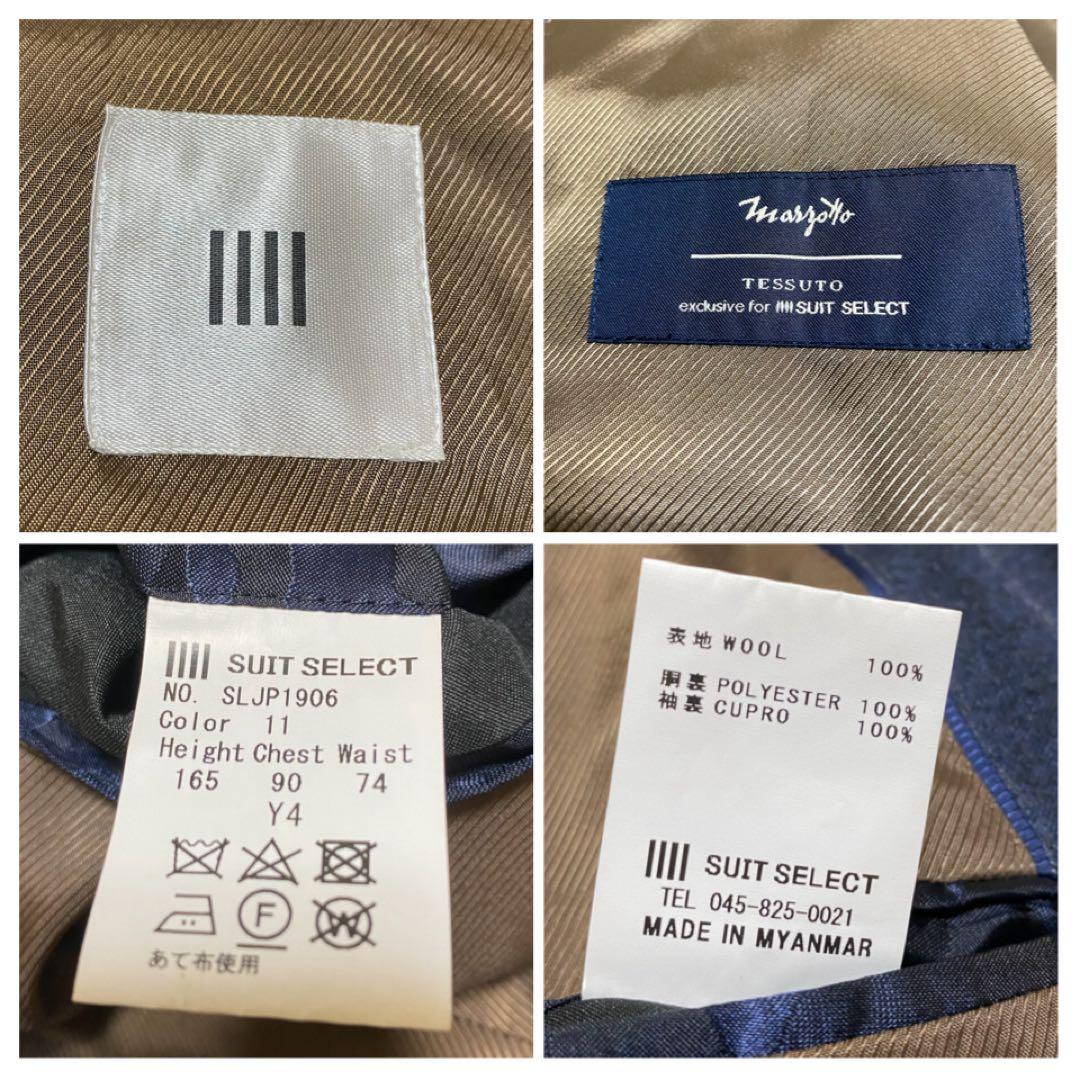 marzotto
TESSUTO
exclusive for SUIT SELECT
SUIT SELECT
NO. SLJP1906
Color 11
Height Chest Waist
165 90 74
Y4
F
W
あて布使用
表地 WOOL 100%
胴裏 POLYESTER 100%
袖裏 CUPRO 100%
SUIT SELECT
TEL 045-825-0021
MADE IN MYANMAR